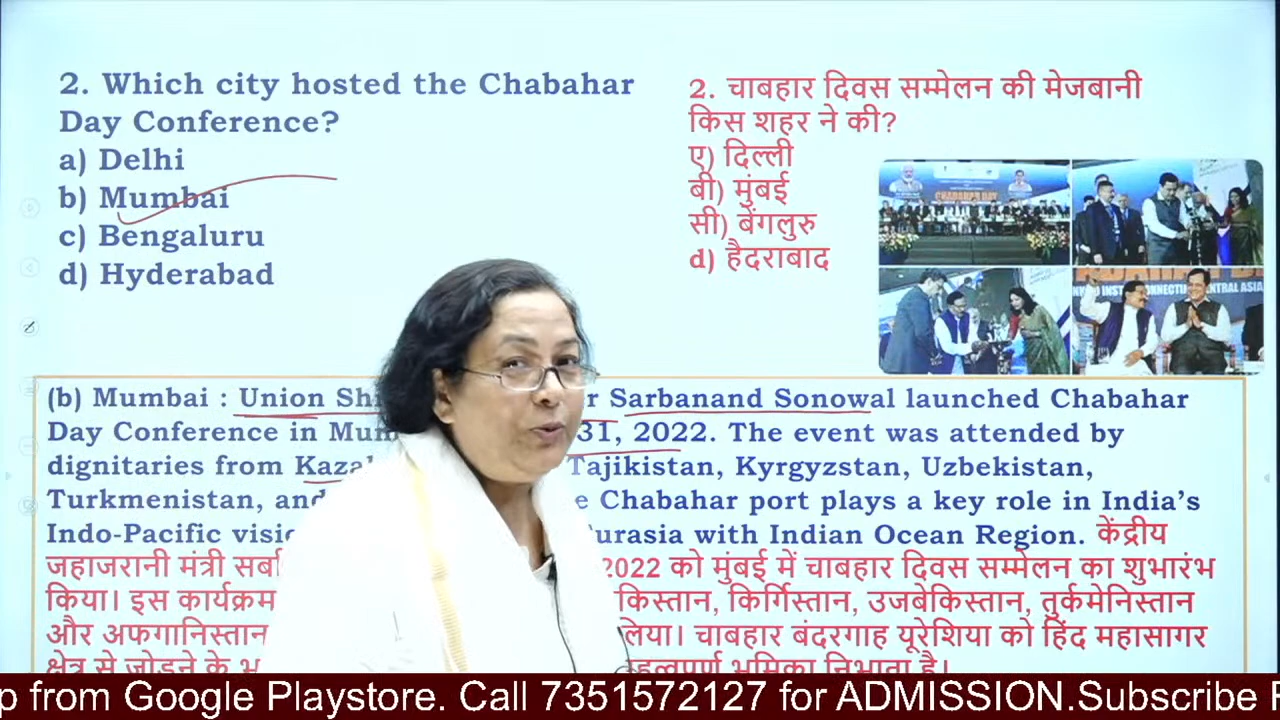 2. Which city hosted the Chabahar
Day Conference?
a) Delhi
b) Mumbai
c) Bengaluru
d) Hyderabad
2. चाबहार दिवस सम्मेलन की मेजबानी
किस शहर ने की?
ए) दिल्ली
बी) मुंबई
सी) बेंगलुरु
d) हैदराबाद
(b) Mumbai : Union Sarbanand Sonowal launched Chabahar
Day Conference in 31, 2022. The event was attended by
dignitaries from Tajikistan, Kyrgyzstan, Uzbekistan,
Turkmenistan, and Chabahar port plays a key role in India's
Indo-Pacific with Indian Ocean Region. केंद्रीय
जहाजरानी मंत्री 2022 को मुंबई में चाबहार दिवस सम्मेलन का शुभारंभ
किया। इस कार्यक्रम किर्गिस्तान, उजबेकिस्तान, तुर्कमेनिस्तान
और अफगानिस्तान लिया। चाबहार बंदरगाह यूरेशिया को हिंद महासागर
क्षेत्र से जोड़ने के भूमिका निभाता है।
from Google Playstore. Call 7351572127 for ADMISSION.Subscribe